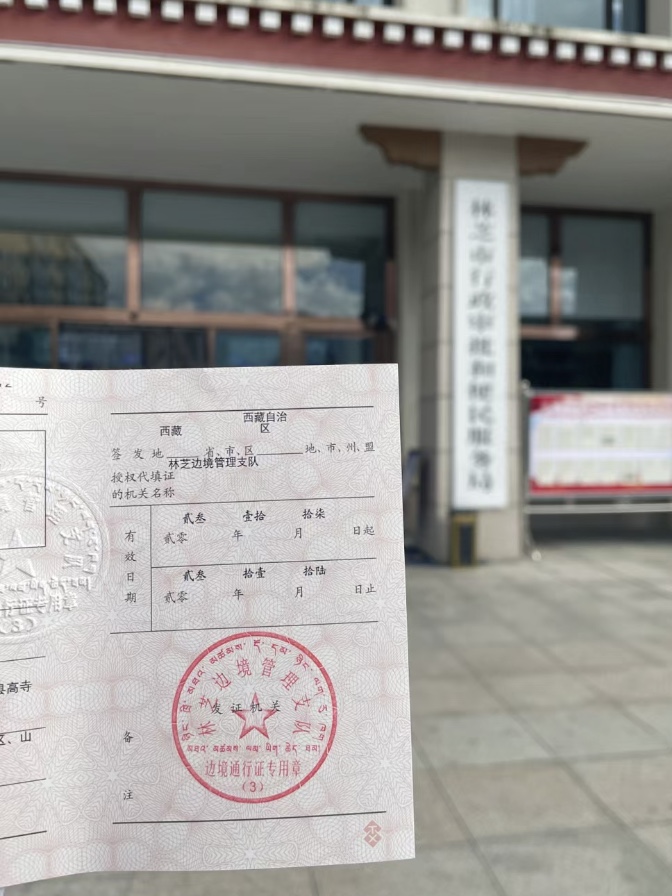 林芝市行政审批和便民服务局
号
西藏
西藏自治
区
签发地 省、市、区 地、市、州、盟
林芝边境管理支队
授权代填证
的机关名称
有效日期
贰叁 壹拾 拾柒
贰零 年 月 日起
贰叁 拾壹 拾陆
贰零 年 月 日止
林芝边境管理支队
发证机关
边境通行证专用章
(3)
备
注
县高寺
区、山